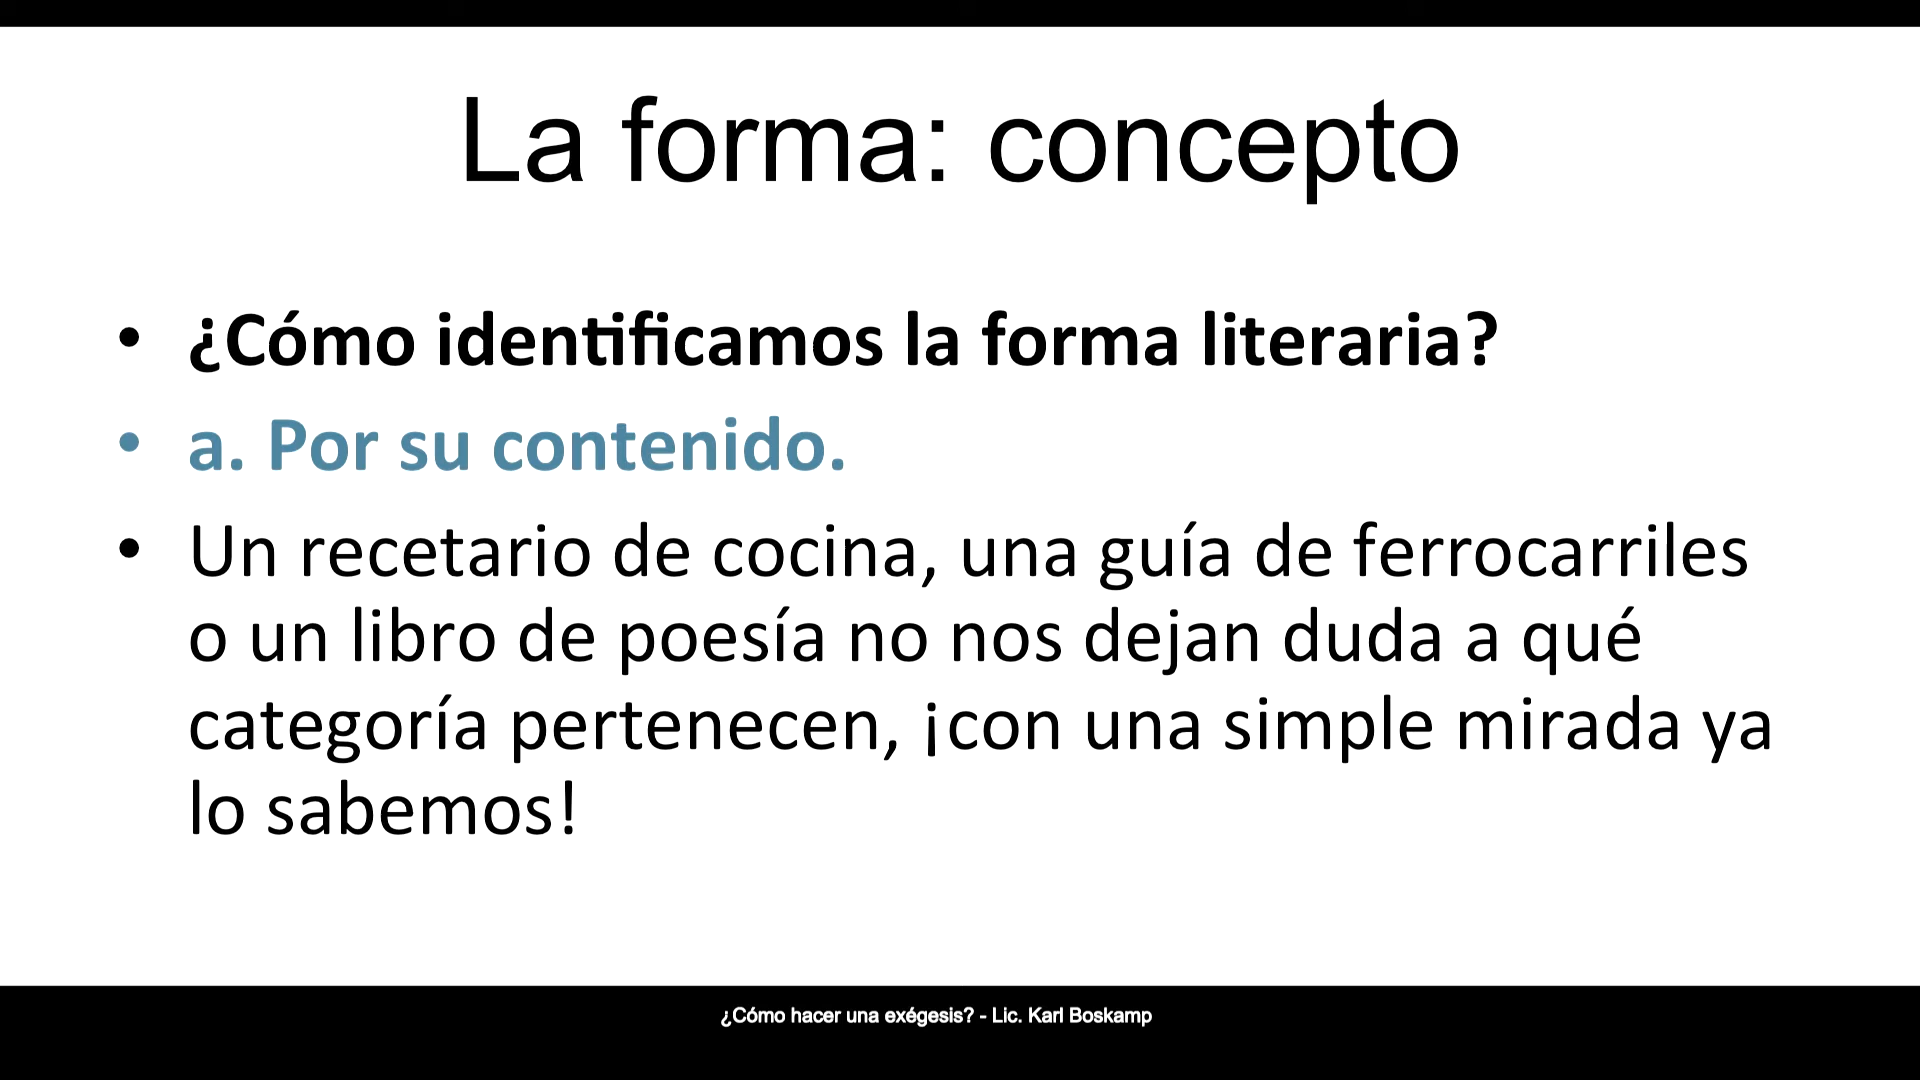 La forma: concepto
• ¿Cómo identificamos la forma literaria?
• a. Por su contenido.
• Un recetario de cocina, una guía de ferrocarriles
o un libro de poesía no nos dejan duda a qué
categoría pertenecen, ¡con una simple mirada ya
lo sabemos!
¿Cómo hacer una exégesis? - Lic. Karl Boskamp